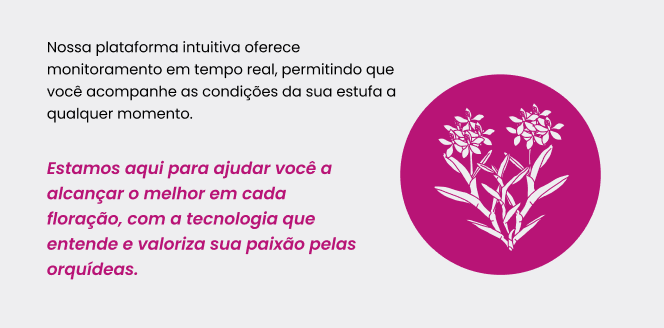 Nossa plataforma intuitiva oferece
monitoramento em tempo real, permitindo que
você acompanhe as condições da sua estufa a
qualquer momento.
Estamos aqui para ajudar você a
alcançar o melhor em cada
floração, com a tecnologia que
entende e valoriza sua paixão pelas
orquídeas.